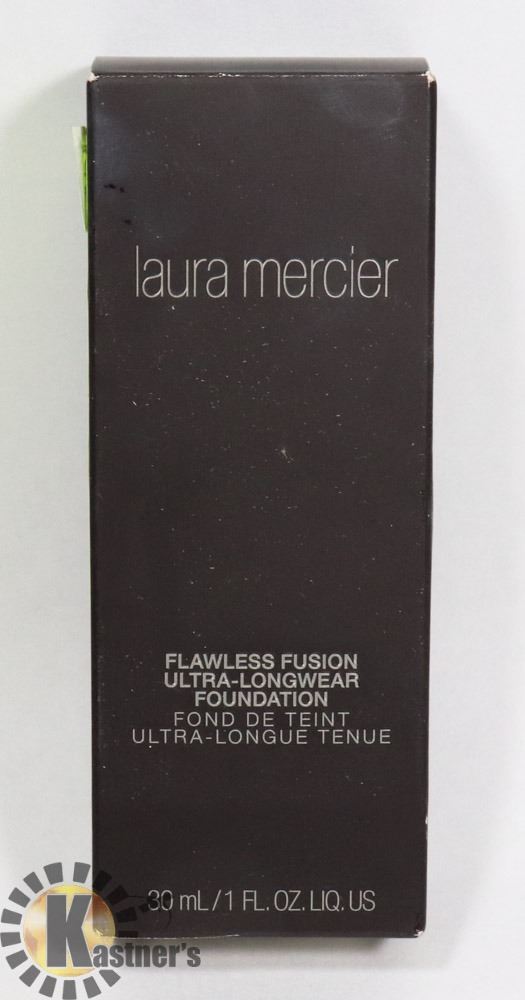 laura mercier
FLAWLESS FUSION
ULTRA-LONGWEAR
FOUNDATION
FOND DE TEINT
ULTRA-LONGUE TENUE
30 mL/1 FL. OZ. LIQ. US
Kastner's